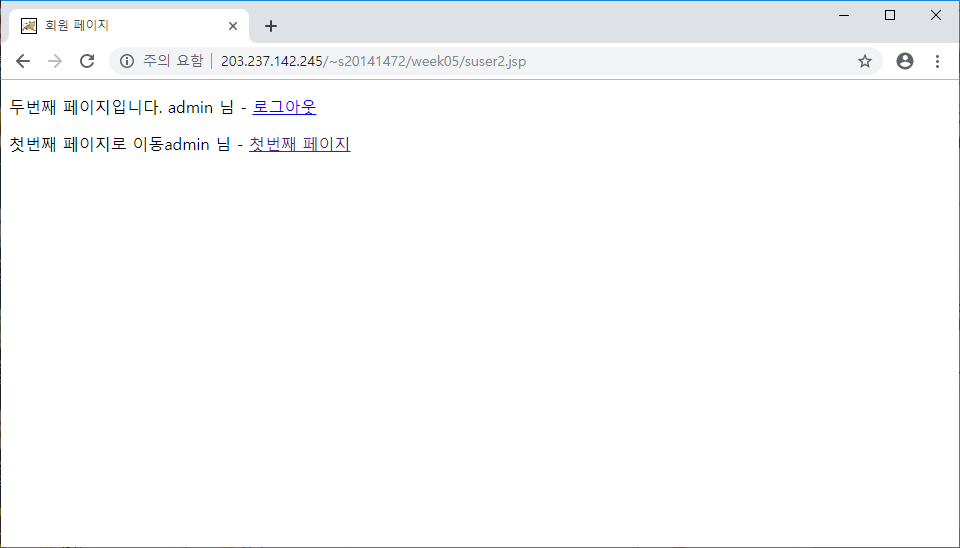 회원 페이지
주의 요함 | 203.237.142.245/~s20141472/week05/suser2.jsp
두번째 페이지입니다. admin 님 - 로그아웃
첫번째 페이지로 이동admin 님 - 첫번째 페이지